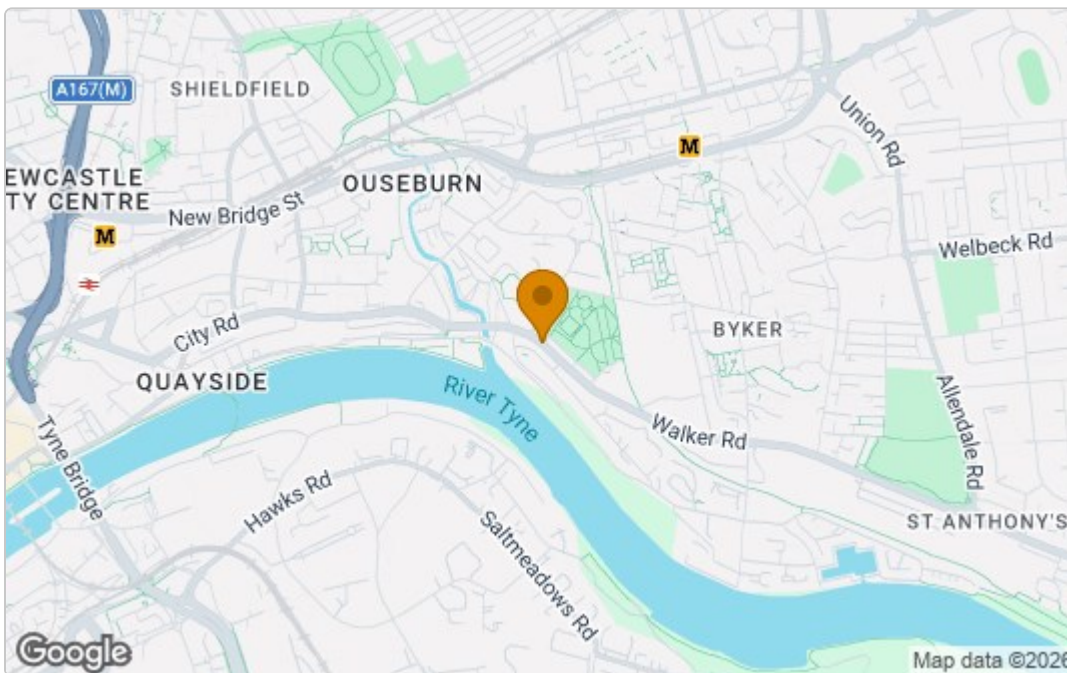 A167(M)
SHIELDFIELD
Union Rd
M
EWCASTLE
TY CENTRE
OUSEBURN
New Bridge St
M
Welbeck Rd
City Rd
BYKER
QUAYSIDE
River Tyne
Allendale Rd
Walker Rd
Tyne Bridge
Hawks Rd
Saltmeadows Rd
ST ANTHONY'S
Google
Map data ©2026